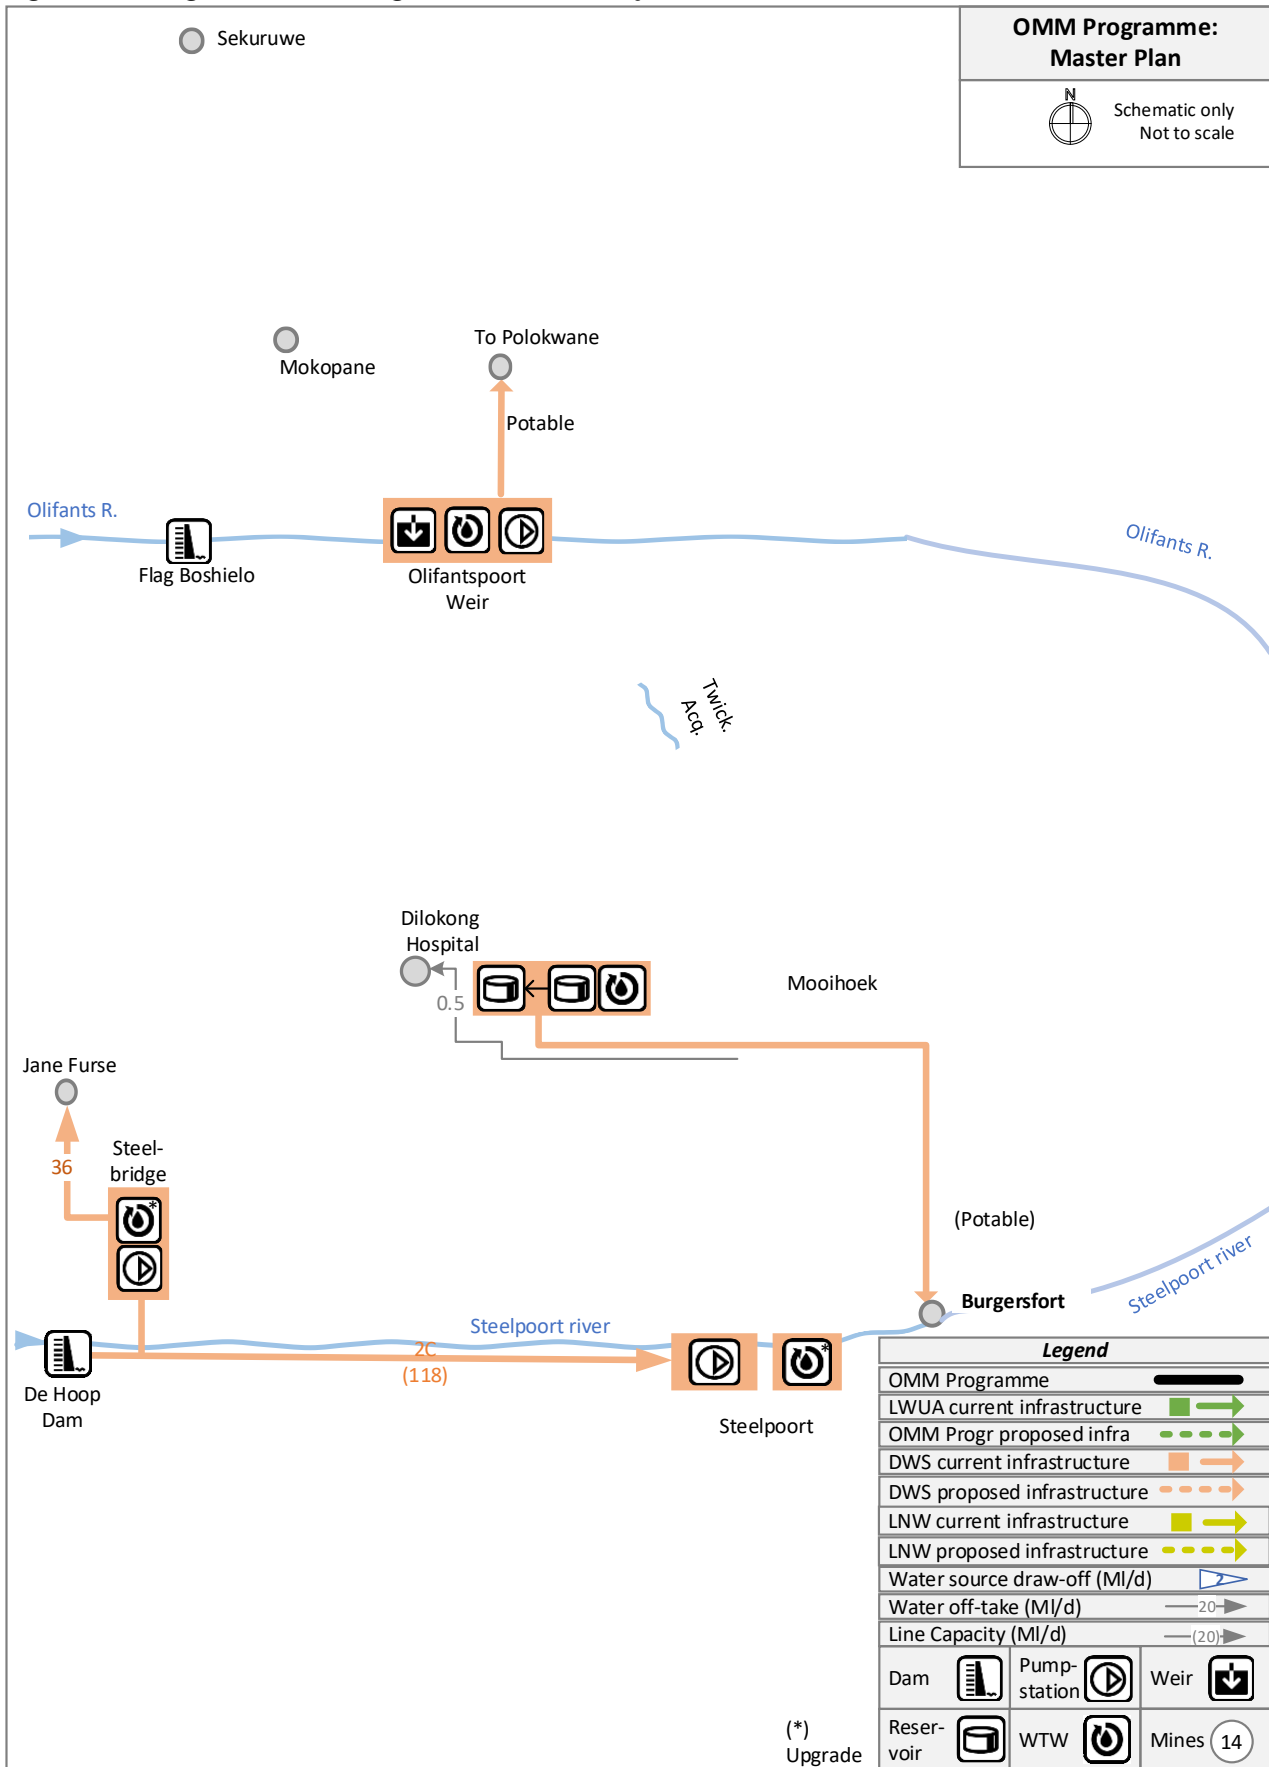 Sekuruwe
OMM Programme:
Master Plan
N
Schematic only
Not to scale
To Polokwane
Mokopane
Potable
Olifants R.
Olifants R.
Flag Boshielo
Olifantspoort
Weir
Twick.
Acq.
Dilokong
Hospital
Mooihoek
0.5
Jane Furse
Steel-
bridge
36
*
(Potable)
Steelpoort river
Burgersfort
Steelpoort river
2C
(118)
*
De Hoop
Dam
Steelpoort
Legend
OMM Programme
LWUA current infrastructure
OMM Progr proposed infra
DWS current infrastructure
DWS proposed infrastructure
LNW current infrastructure
LNW proposed infrastructure
Water source draw-off (Ml/d) 2
Water off-take (Ml/d) 20
Line Capacity (Ml/d) (20)
Dam
Pump-
station
Weir
(*)
Upgrade
Reser-
voir
WTW
Mines 14